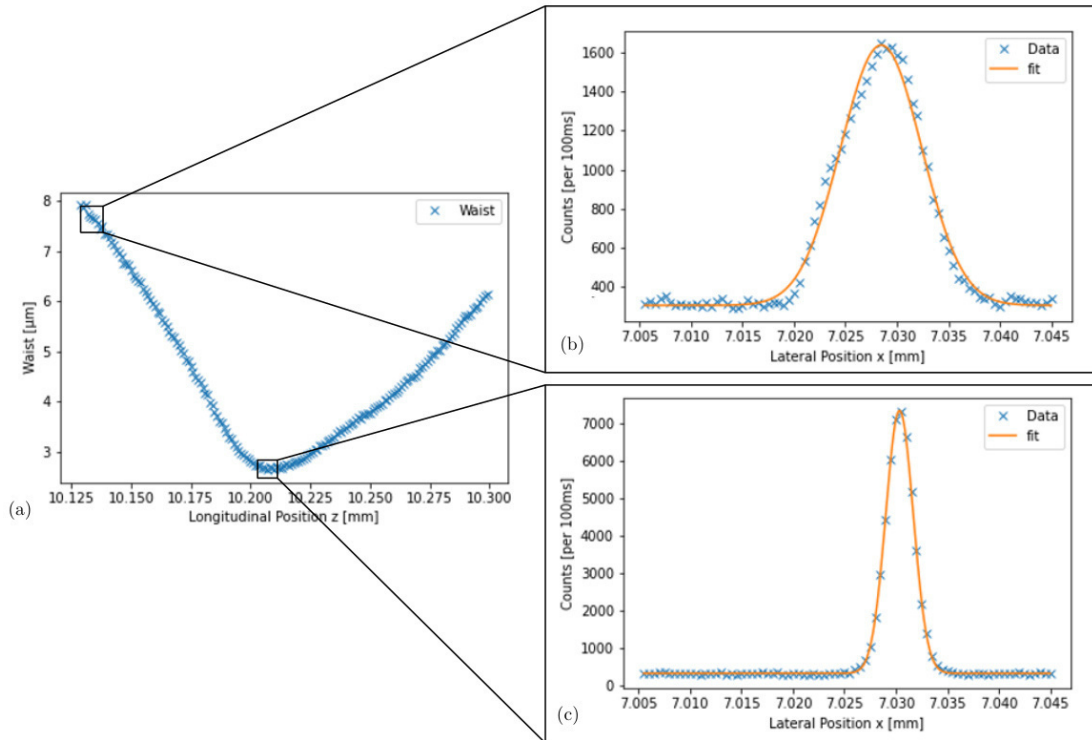 8
7
6
5
4
3
Waist [µm]
Waist
10.125 10.150 10.175 10.200 10.225 10.250 10.275 10.300
Longitudinal Position z [mm]
(a)
1600
1400
1200
1000
800
600
400
Counts [per 100ms]
Data
fit
7.005 7.010 7.015 7.020 7.025 7.030 7.035 7.040 7.045
Lateral Position x [mm]
(b)
7000
6000
5000
4000
3000
2000
1000
0
Counts [per 100ms]
Data
fit
7.005 7.010 7.015 7.020 7.025 7.030 7.035 7.040 7.045
Lateral Position x [mm]
(c)